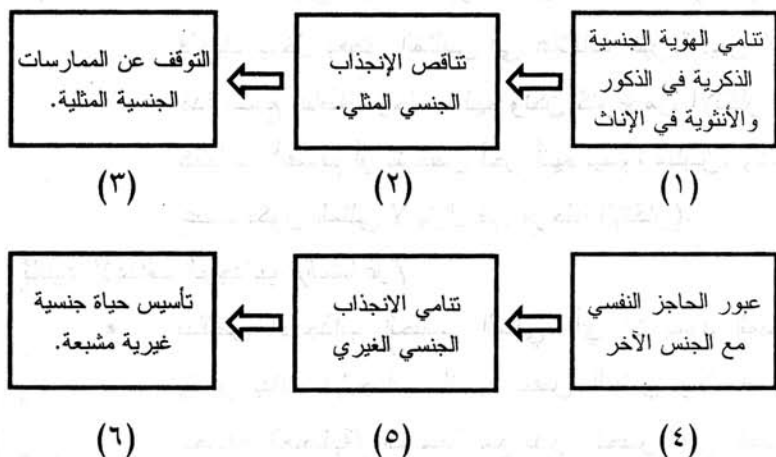 تنامي الهوية الجنسية
الذكرية في الذكور
والأنثوية في الإناث
(١)
تناقص الإنجذاب
الجنسي المثلي.
(٢)
التوقف عن الممارسات
الجنسية المثلية.
(٣)
عبور الحاجز النفسي
مع الجنس الآخر
(٤)
تنامي الانجذاب
الجنسي الغيري
(٥)
تأسيس حياة جنسية
غيرية مشبعة.
(٦)